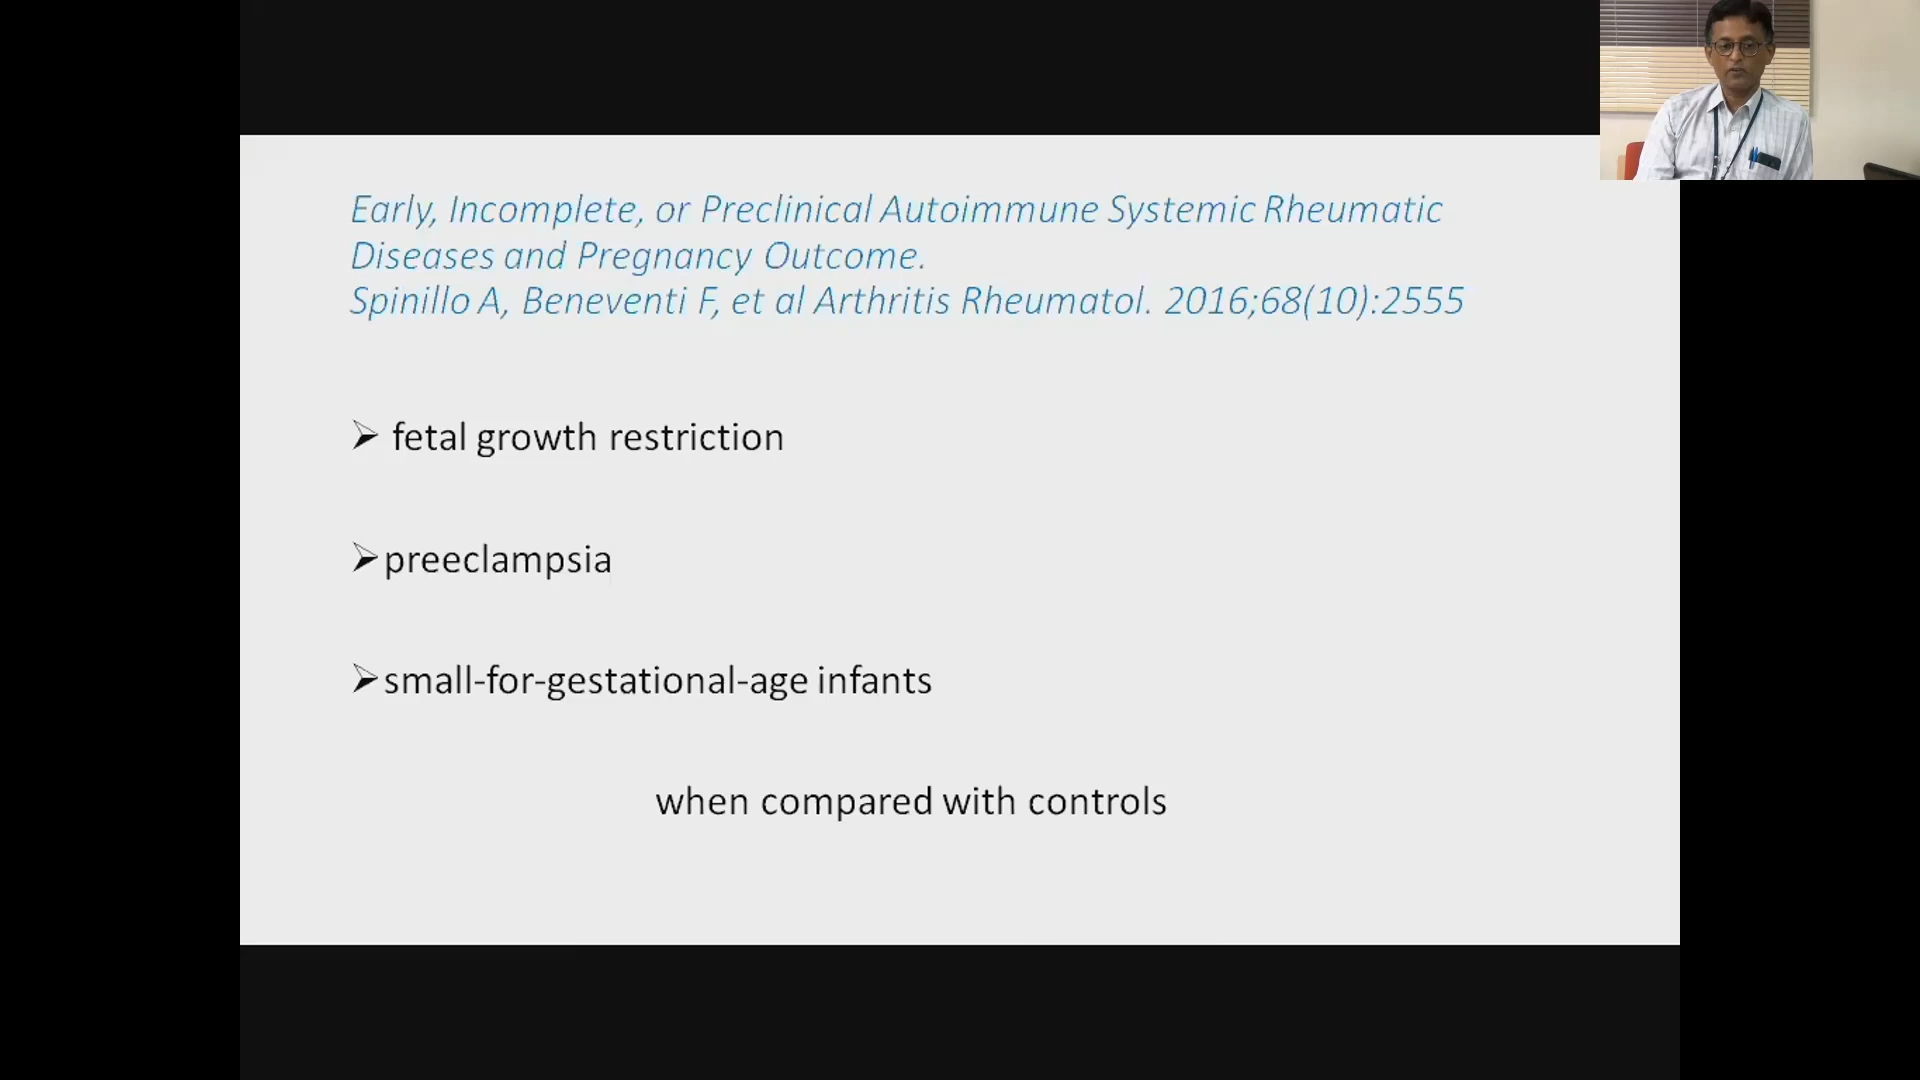 Early, Incomplete, or Preclinical Autoimmune Systemic Rheumatic
Diseases and Pregnancy Outcome.
Spinillo A, Beneventi F, et al Arthritis Rheumatol. 2016;68(10):2555
➢ fetal growth restriction
➢preeclampsia
➢small-for-gestational-age infants
when compared with controls